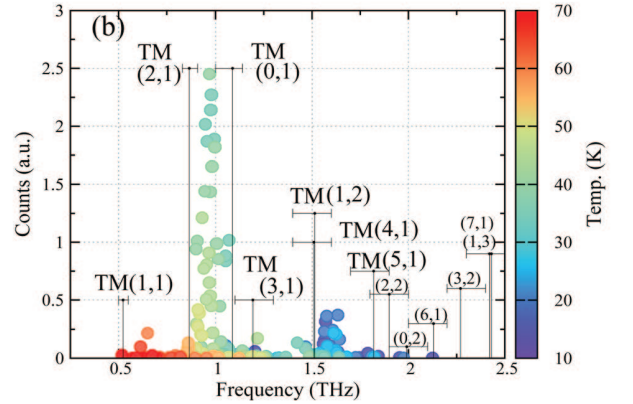 (b)
3
2.5
2
1.5
1
0.5
0
Counts (a.u.)
TM
(2,1)
TM
(0,1)
TM(1,2)
TM(4,1)
TM(1,1)
TM
(3,1)
TM(5,1)
(2,2)
(0,2)
(6,1)
(3,2)
(7,1)
(1,3)
0.5
1
1.5
2
2.5
Frequency (THz)
70
60
50
40
30
20
10
Temp. (K)